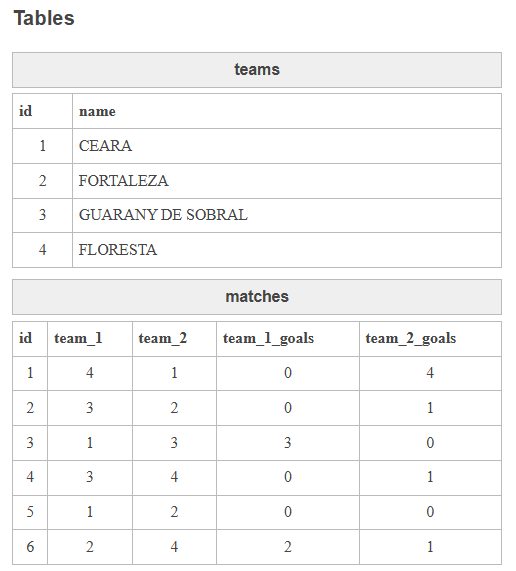 Tables
teams
id name
1 CEARA
2 FORTALEZA
3 GUARANY DE SOBRAL
4 FLORESTA
matches
id team_1 team_2 team_1_goals team_2_goals
1 4 1 0 4
2 3 2 0 1
3 1 3 3 0
4 3 4 0 1
5 1 2 0 0
6 2 4 2 1